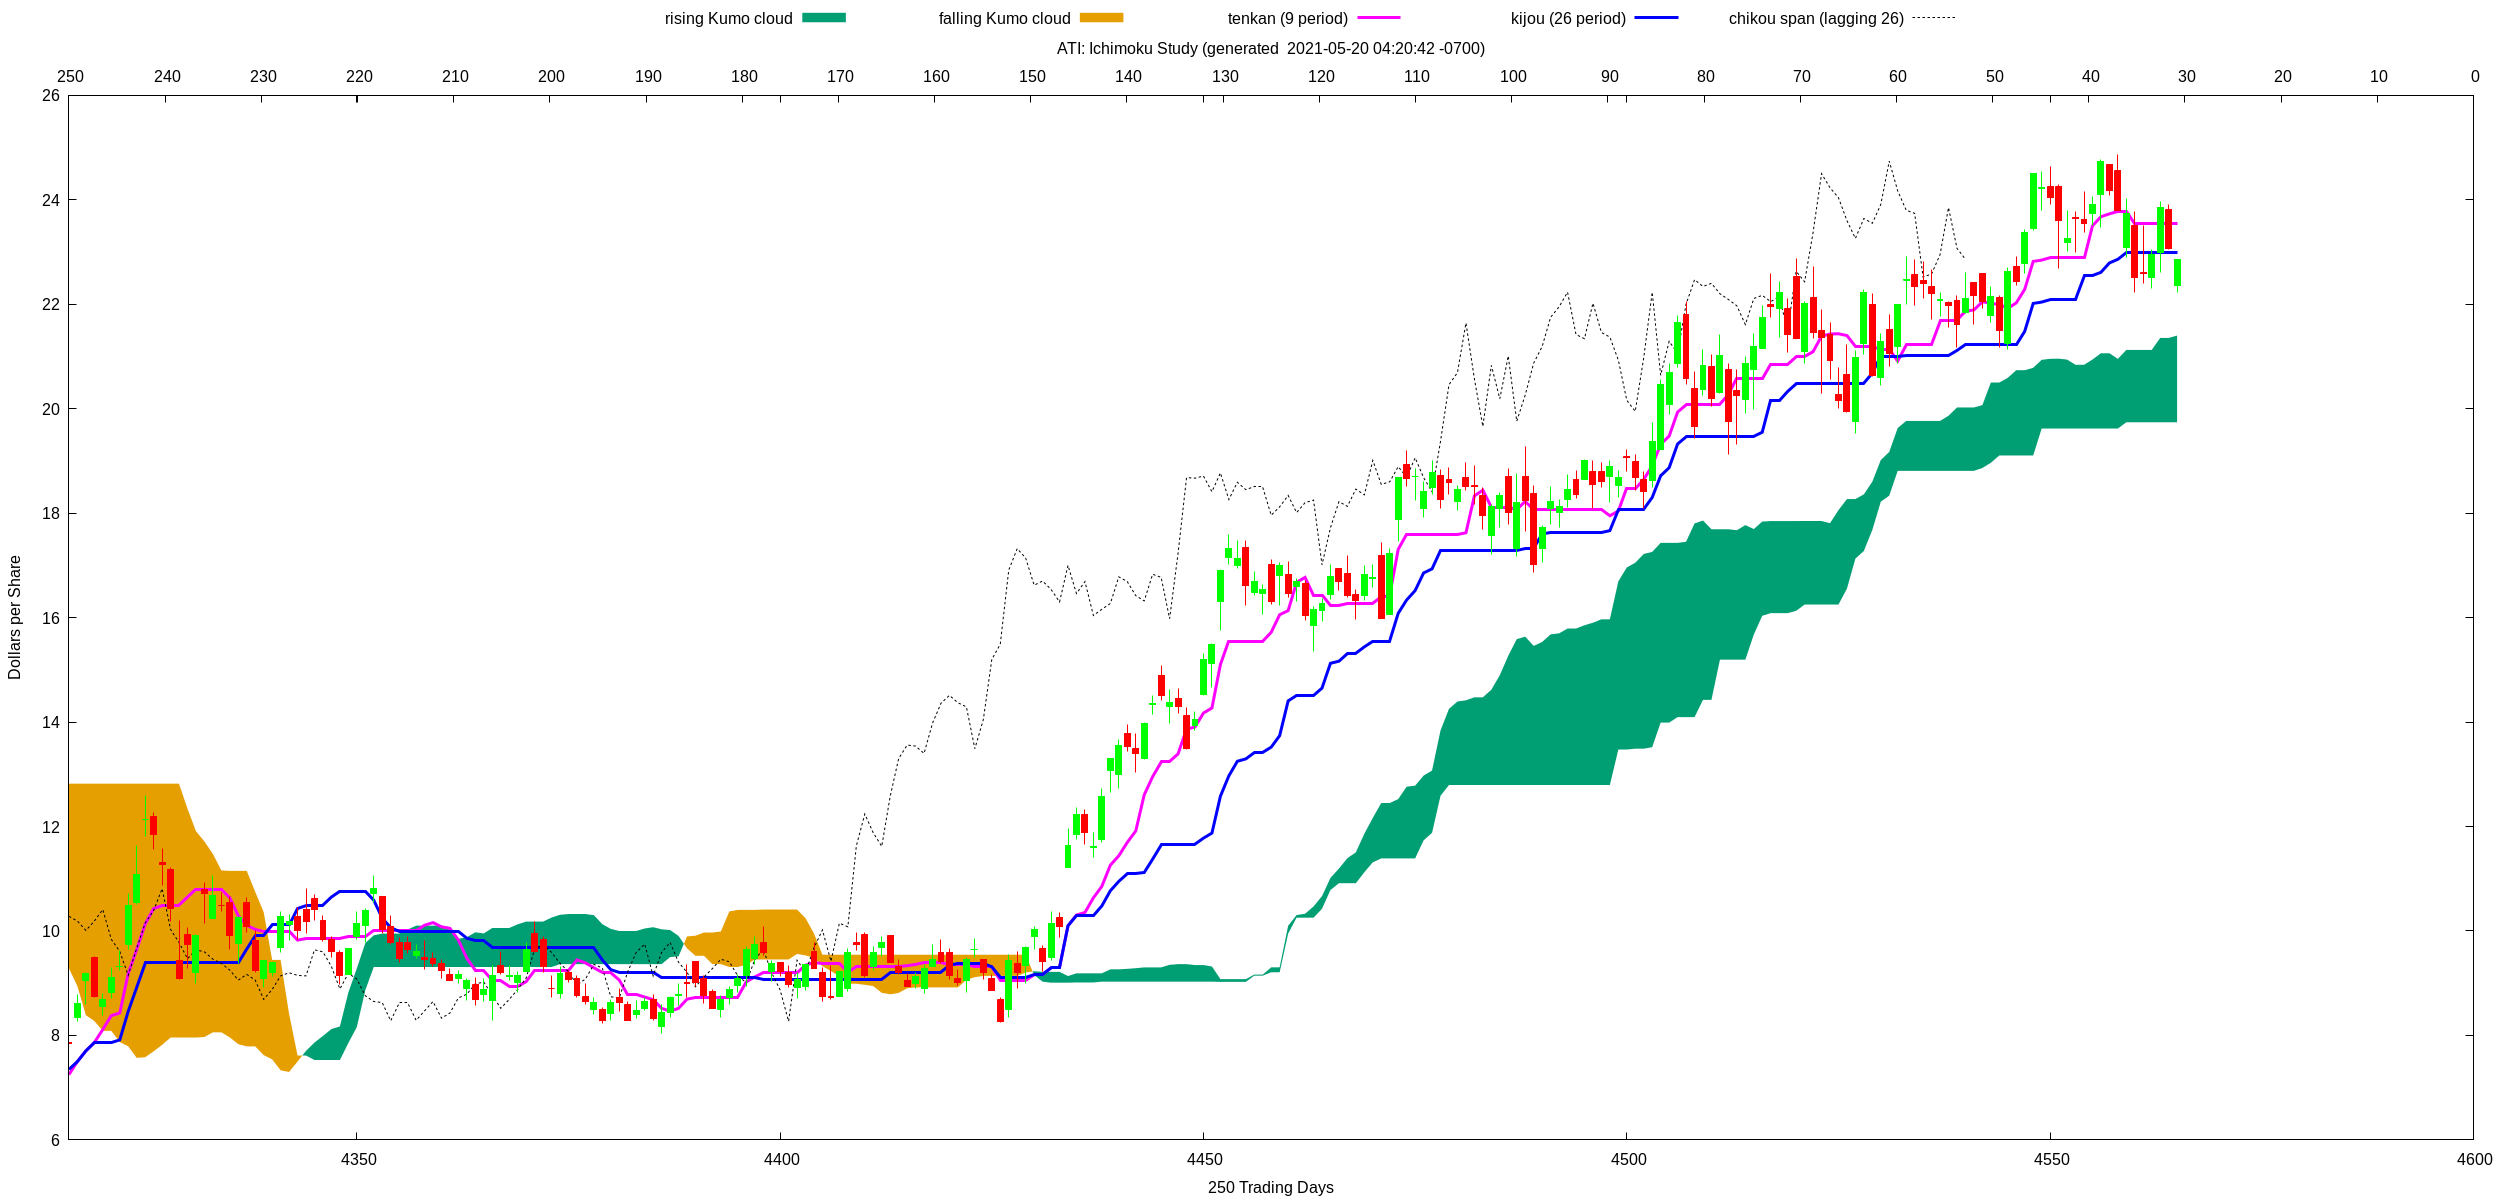 rising Kumo cloud falling Kumo cloud tenkan (9 period) kijou (26 period) chikou span (lagging 26)
ATI: Ichimoku Study (generated  2021-05-20 04:20:42 -0700)
250 240 230 220 210 200 190 180 170 160 150 140 130 120 110 100 90 80 70 60 50 40 30 20 10 0
26
24
22
20
18
16
14
12
10
8
6
Dollars per Share
4350 4400 4450 4500 4550 4600
250 Trading Days